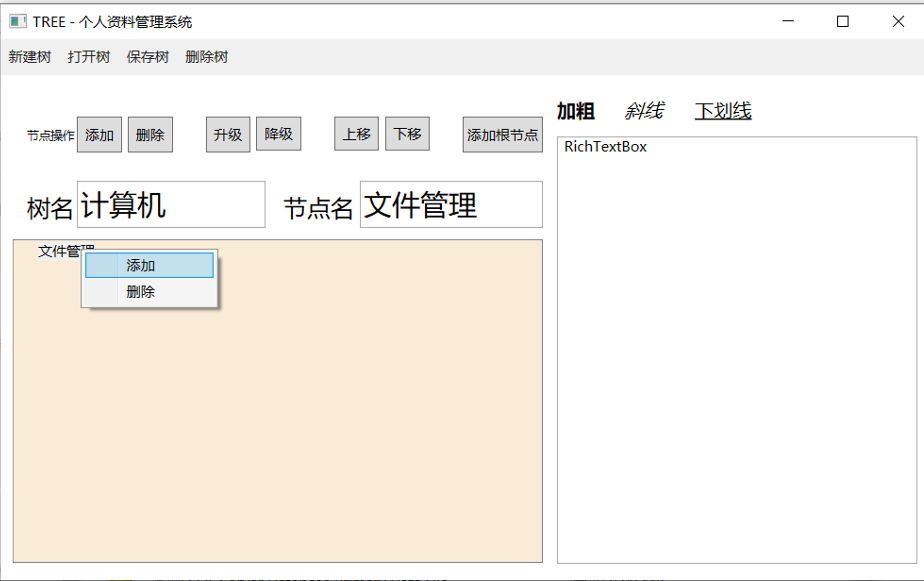 TREE - 个人资料管理系统
新建树 打开树 保存树 删除树
加粗 斜线 下划线
节点操作 添加 删除 升级 降级 上移 下移 添加根节点
RichTextBox
树名 计算机 节点名 文件管理
文件管理
添加
删除